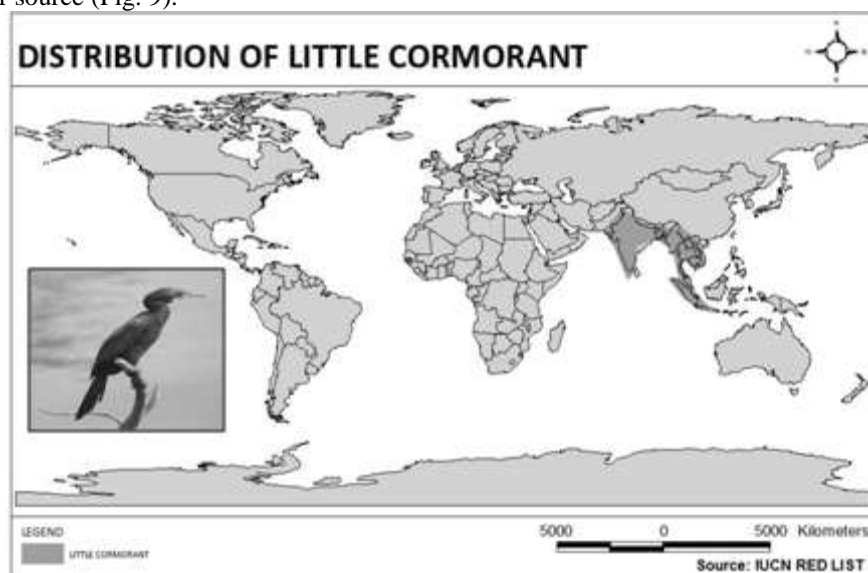 r source (Fig. 9).
DISTRIBUTION OF LITTLE CORMORANT
LEGEND
LITTLE CORMORANT
5000 0 5000 Kilometers
Source: IUCN RED LIST